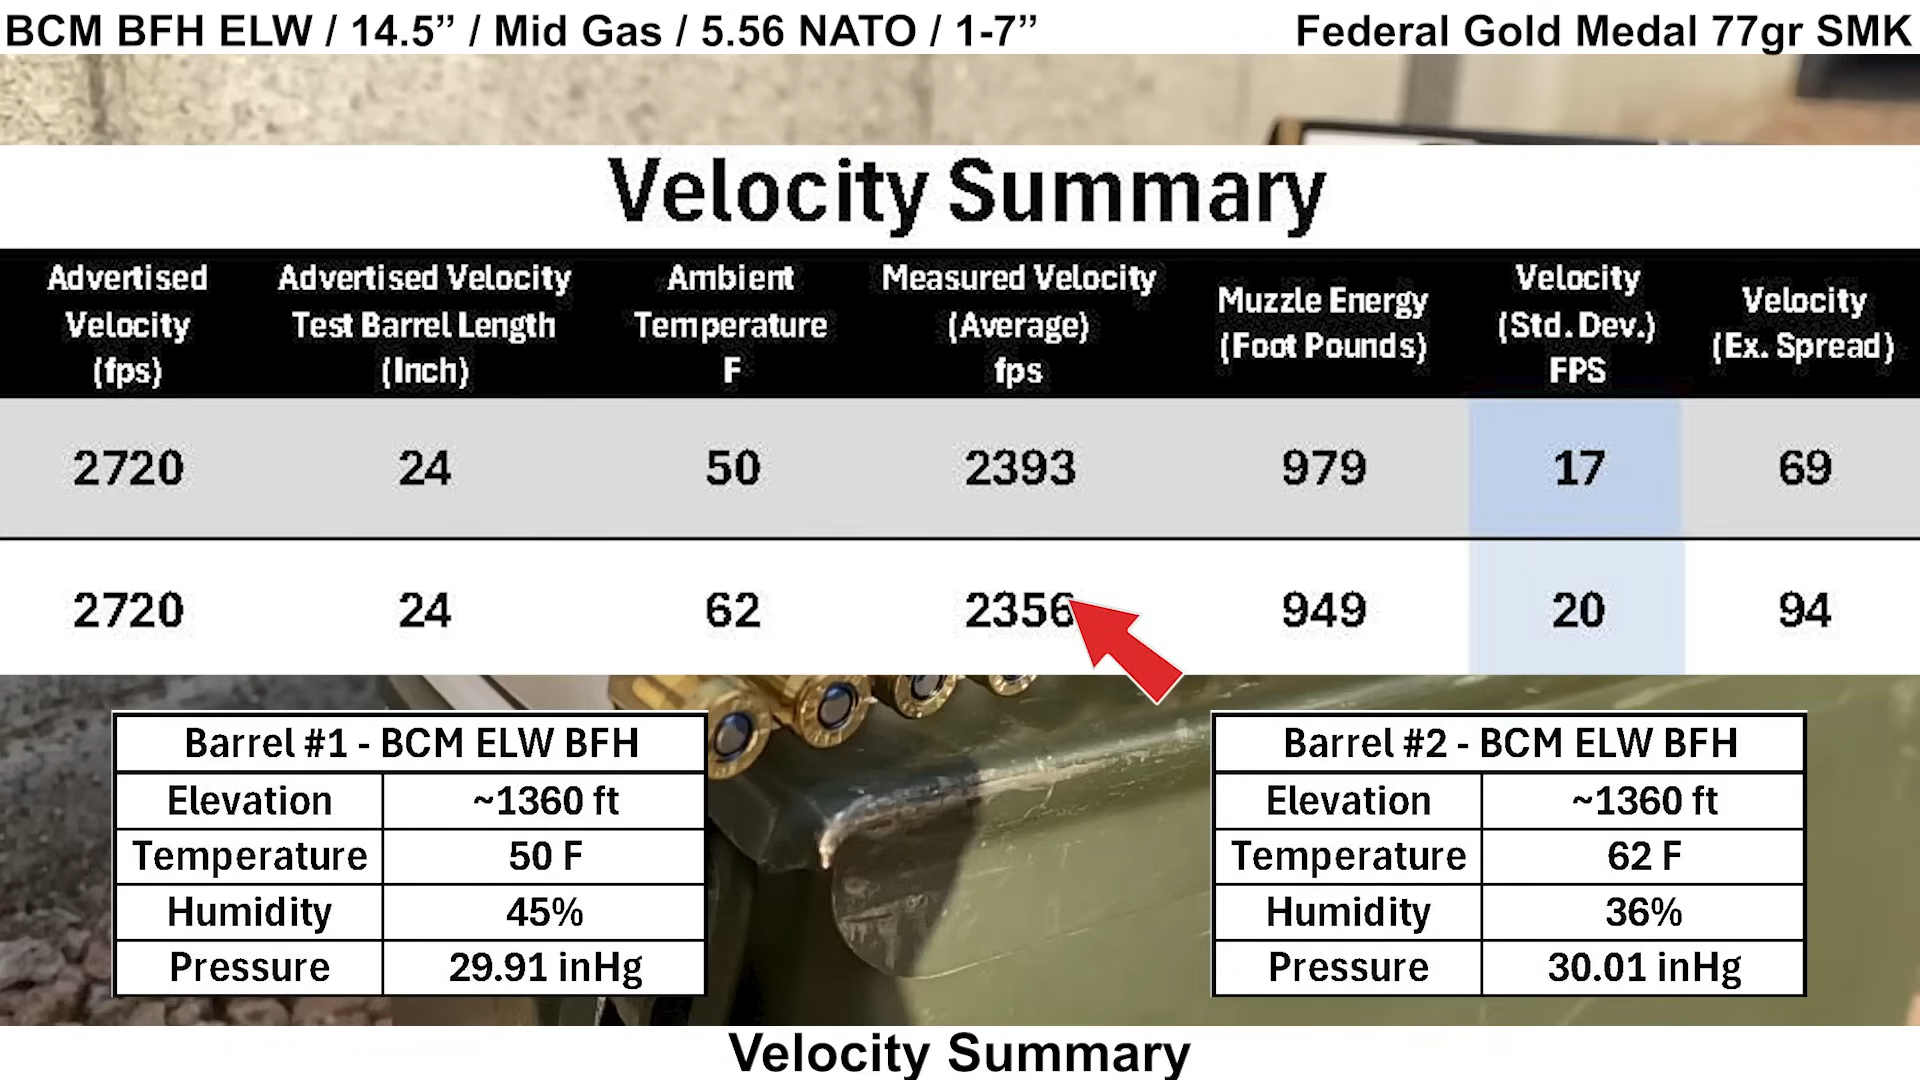 BCM BFH ELW / 14.5” / Mid Gas / 5.56 NATO / 1-7”
Federal Gold Medal 77gr SMK
Velocity Summary
Advertised Velocity (fps)
Advertised Velocity Test Barrel Length (Inch)
Ambient Temperature F
Measured Velocity (Average) fps
Muzzle Energy (Foot Pounds)
Velocity (Std. Dev.) FPS
Velocity (Ex. Spread)
2720 24 50 2393 979 17 69
2720 24 62 2356 949 20 94
Barrel #1 - BCM ELW BFH
Elevation ~1360 ft
Temperature 50 F
Humidity 45%
Pressure 29.91 inHg
Barrel #2 - BCM ELW BFH
Elevation ~1360 ft
Temperature 62 F
Humidity 36%
Pressure 30.01 inHg
Velocity Summary